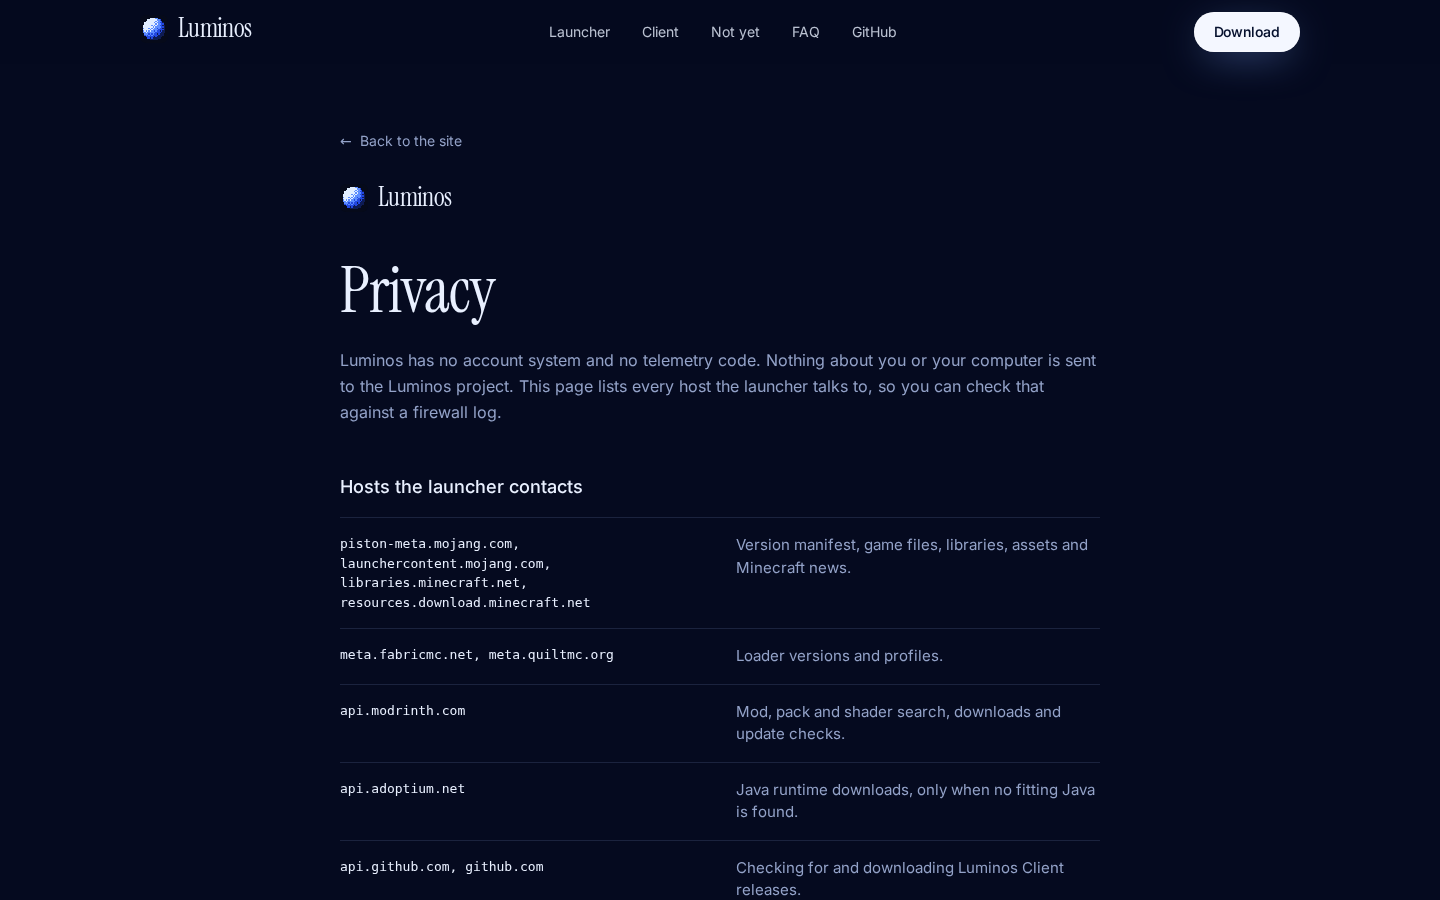 Luminos
Launcher
Client
Not yet
FAQ
GitHub
Download
← Back to the site
Luminos
Privacy
Luminos has no account system and no telemetry code. Nothing about you or your computer is sent
to the Luminos project. This page lists every host the launcher talks to, so you can check that
against a firewall log.
Hosts the launcher contacts
piston-meta.mojang.com,
launchercontent.mojang.com,
libraries.minecraft.net,
resources.download.minecraft.net
Version manifest, game files, libraries, assets and
Minecraft news.
meta.fabricmc.net, meta.quiltmc.org
Loader versions and profiles.
api.modrinth.com
Mod, pack and shader search, downloads and
update checks.
api.adoptium.net
Java runtime downloads, only when no fitting Java
is found.
api.github.com, github.com
Checking for and downloading Luminos Client
releases.